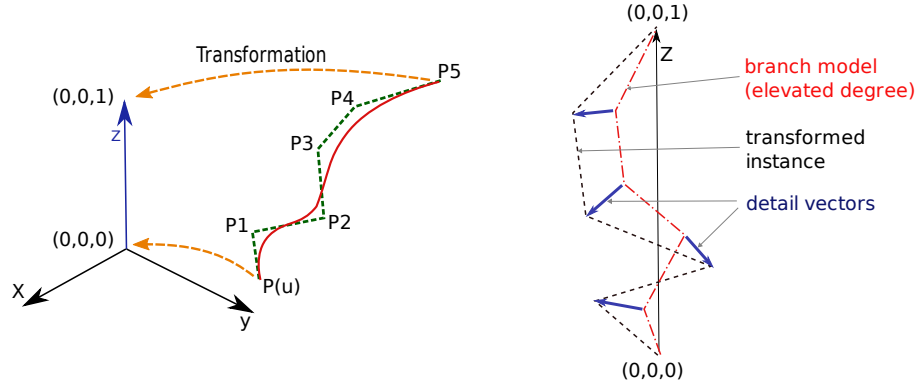 Transformation
P5
(0,0,1)
P4
z
P3
P1
P2
(0,0,0)
P(u)
X
y
(0,0,1)
Z
branch model
(elevated degree)
transformed
instance
detail vectors
(0,0,0)